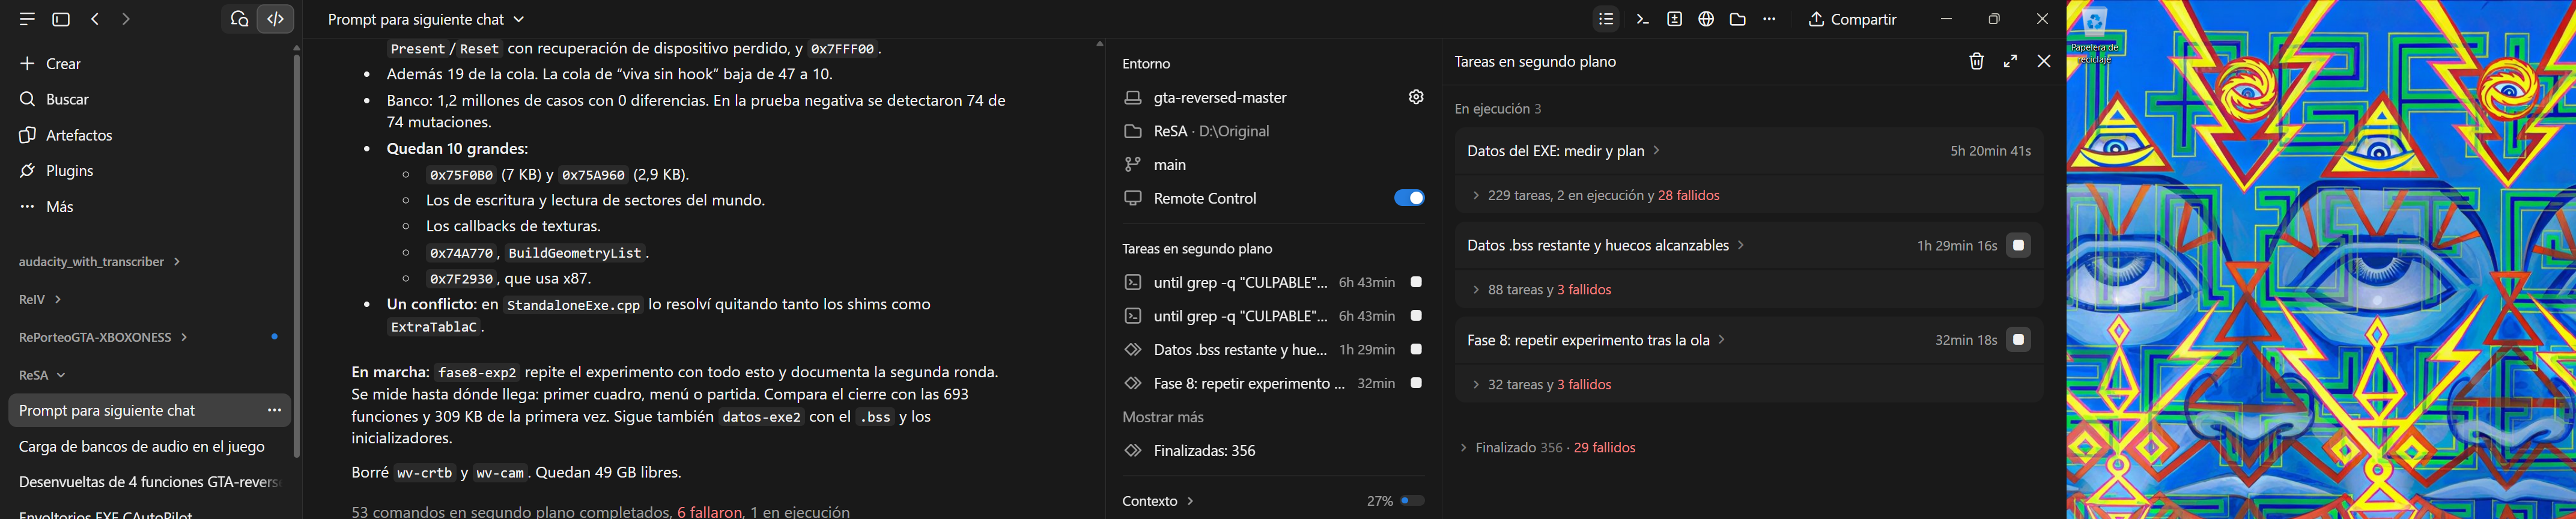 Crear
Buscar
Artefactos
Plugins
Más
audacity_with_transcriber
ReIV
RePorteoGTA-XBOXONESS
ReSA
Prompt para siguiente chat
Carga de bancos de audio en el juego
Desenvueltas de 4 funciones GTA-revers
Envoltorios EXE CAutoPilot
Prompt para siguiente chat
Compartir
Present/Reset con recuperación de dispositivo perdido, y 0x7FFF00.
Además 19 de la cola. La cola de "viva sin hook" baja de 47 a 10.
Banco: 1,2 millones de casos con 0 diferencias. En la prueba negativa se detectaron 74 de
74 mutaciones.
Quedan 10 grandes:
0x75F0B0 (7 KB) y 0x75A960 (2,9 KB).
Los de escritura y lectura de sectores del mundo.
Los callbacks de texturas.
0x74A770, BuildGeometryList.
0x7F2930, que usa x87.
Un conflicto: en StandaloneExe.cpp lo resolví quitando tanto los shims como
ExtraTablaC.
En marcha: fase8-exp2 repite el experimento con todo esto y documenta la segunda ronda.
Se mide hasta dónde llega: primer cuadro, menú o partida. Compara el cierre con las 693
funciones y 309 KB de la primera vez. Sigue también datos-exe2 con el .bss y los
inicializadores.
Borré wv-crtb y wv-cam. Quedan 49 GB libres.
53 comandos en segundo plano completados, 6 fallaron, 1 en ejecución
Entorno
gta-reversed-master
ReSA · D:\Original
main
Remote Control
Tareas en segundo plano
until grep -q "CULPABLE"... 6h 43min
until grep -q "CULPABLE"... 6h 43min
Datos .bss restante y hue... 1h 29min
Fase 8: repetir experimento ... 32min
Mostrar más
Finalizadas: 356
Contexto 27%
Tareas en segundo plano
En ejecución 3
Datos del EXE: medir y plan 5h 20min 41s
229 tareas, 2 en ejecución y 28 fallidos
Datos .bss restante y huecos alcanzables 1h 29min 16s
88 tareas y 3 fallidos
Fase 8: repetir experimento tras la ola 32min 18s
32 tareas y 3 fallidos
Finalizado 356 · 29 fallidos
Papelera de
reciclaje